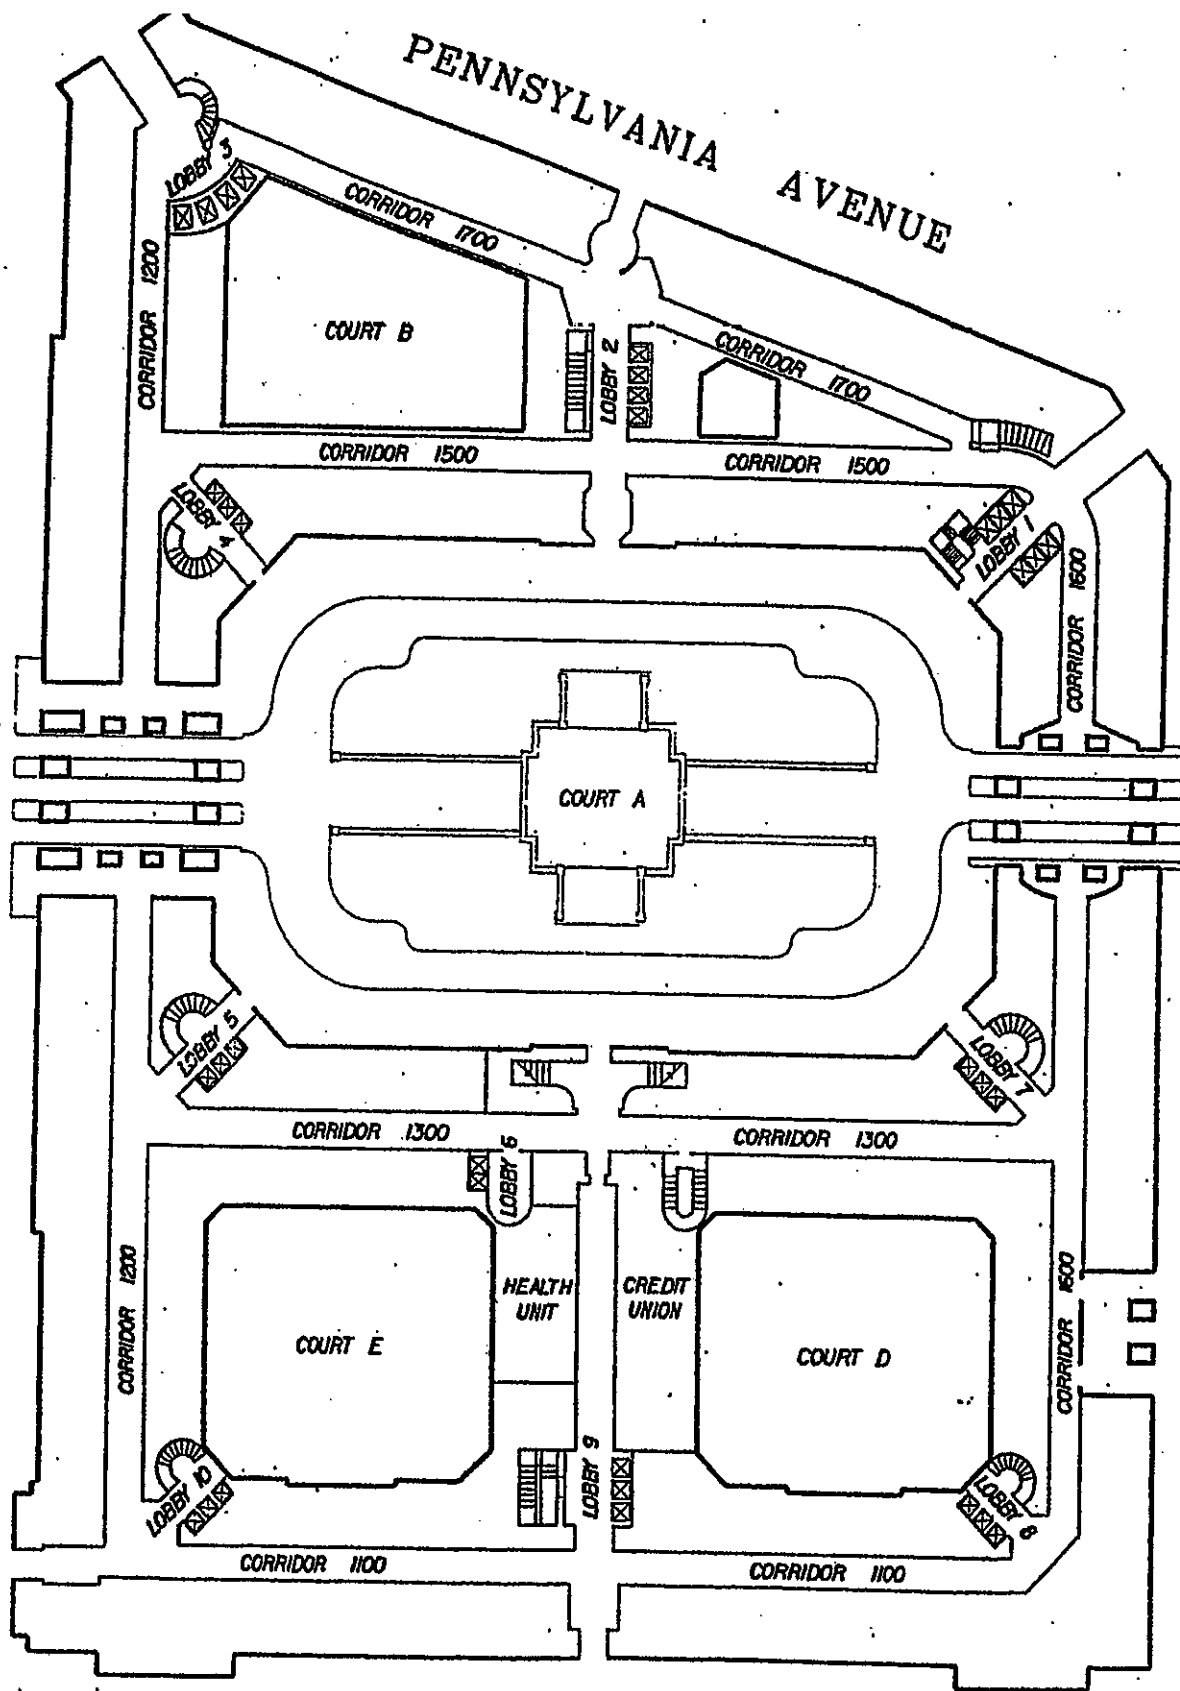 PENNSYLVANIA AVENUE
LOBBY 3
CORRIDOR 1700
CORRIDOR 1200
COURT B
LOBBY 2
CORRIDOR 1700
CORRIDOR 1500
CORRIDOR 1500
LOBBY 4
LOBBY 1
CORRIDOR 1600
COURT A
LOBBY 5
LOBBY 7
CORRIDOR 1300
LOBBY 6
CORRIDOR 1300
CORRIDOR 1200
HEALTH
UNIT
CREDIT
UNION
CORRIDOR 1600
COURT E
COURT D
LOBBY 10
LOBBY 9
LOBBY 8
CORRIDOR 1100
CORRIDOR 1100